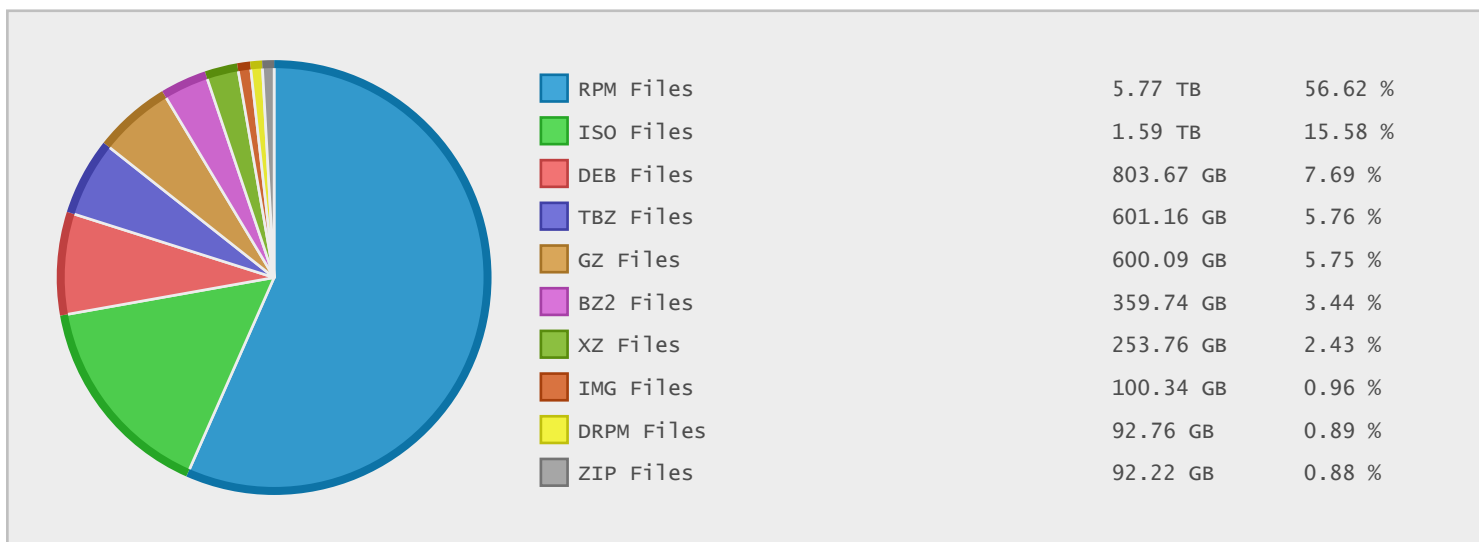 RPM Files 5.77 TB 56.62 %
ISO Files 1.59 TB 15.58 %
DEB Files 803.67 GB 7.69 %
TBZ Files 601.16 GB 5.76 %
GZ Files 600.09 GB 5.75 %
BZ2 Files 359.74 GB 3.44 %
XZ Files 253.76 GB 2.43 %
IMG Files 100.34 GB 0.96 %
DRPM Files 92.76 GB 0.89 %
ZIP Files 92.22 GB 0.88 %